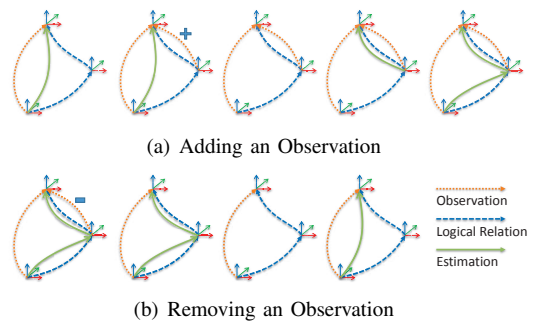 (a) Adding an Observation
Observation
Logical Relation
Estimation
(b) Removing an Observation